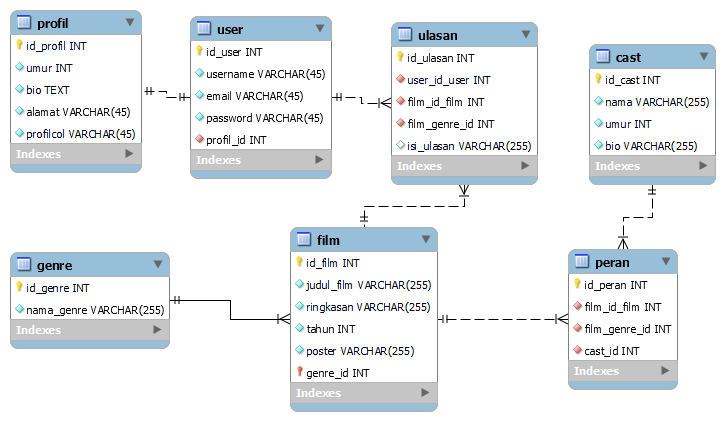 profil
id_profil INT
umur INT
bio TEXT
alamat VARCHAR(45)
profilcol VARCHAR(45)
Indexes
user
id_user INT
username VARCHAR(45)
email VARCHAR(45)
password VARCHAR(45)
profil_id INT
Indexes
ulasan
id_ulasan INT
user_id_user INT
film_id_film INT
film_genre_id INT
isi_ulasan VARCHAR(255)
Indexes
cast
id_cast INT
nama VARCHAR(255)
umur INT
bio VARCHAR(255)
Indexes
genre
id_genre INT
nama_genre VARCHAR(255)
Indexes
film
id_film INT
judul_film VARCHAR(255)
ringkasan VARCHAR(255)
tahun INT
poster VARCHAR(255)
genre_id INT
Indexes
peran
id_peran INT
film_id_film INT
film_genre_id INT
cast_id INT
Indexes